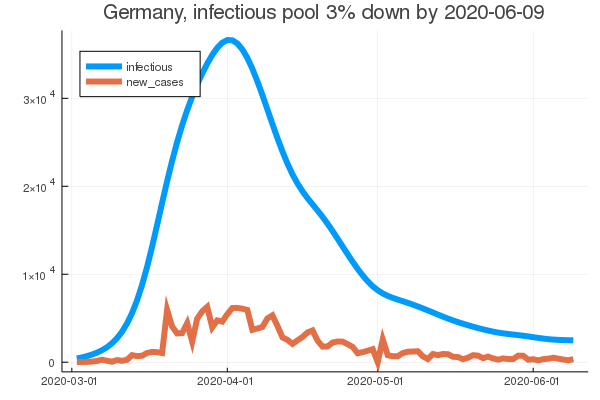 Germany, infectious pool 3% down by 2020-06-09
infectious
new_cases
3×10 4
2×10 4
1×10 4
0
2020-03-01 2020-04-01 2020-05-01 2020-06-01